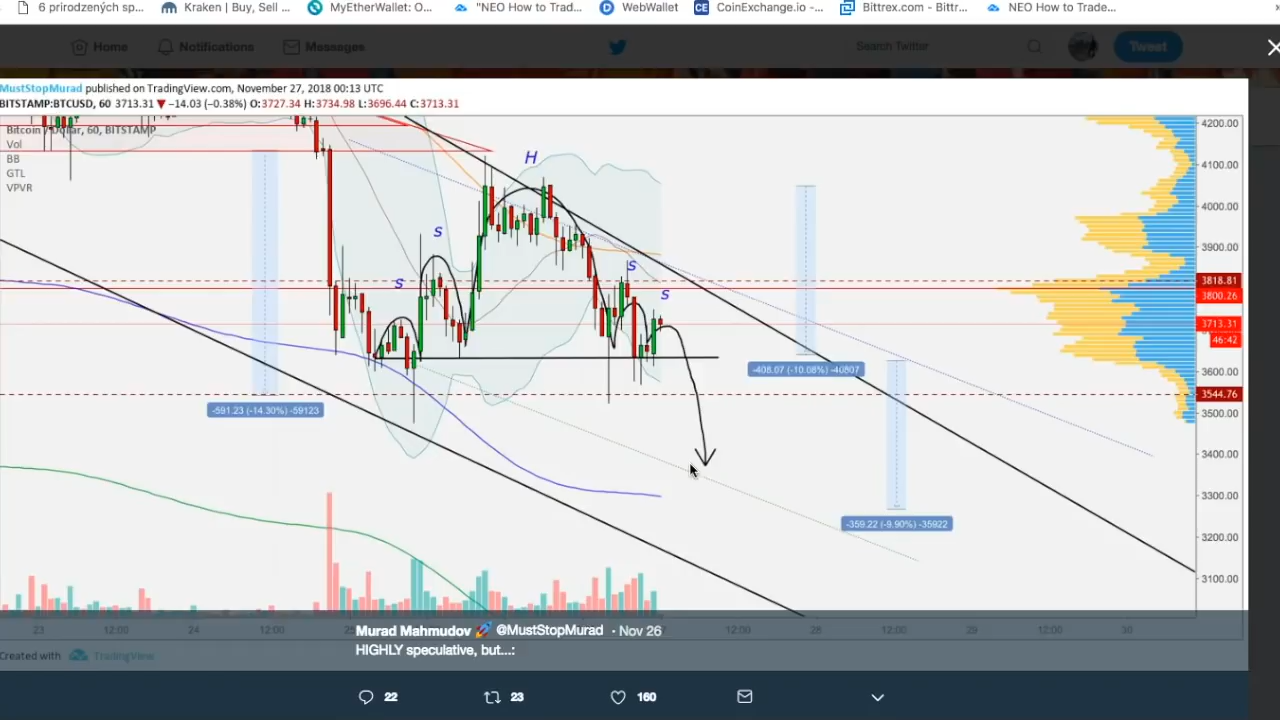 6 prirodzených sp... Kraken | Buy, Sell ... MyEtherWallet: O... "NEO How to Trad... WebWallet CE CoinExchange.io -... Bittrex.com - Bittr... NEO How to Trade...
Home Notifications Messages Search Twitter Tweet
MustStopMurad published on TradingView.com, November 27, 2018 00:13 UTC
BITSTAMP:BTCUSD, 60 3713.31 ▼ −14.03 (−0.38%) O:3727.34 H:3734.98 L:3696.44 C:3713.31
Bitcoin / Dollar, 60, BITSTAMP
Vol
BB
GTL
VPVR
H
S
S
S
S
4200.00
4100.00
4000.00
3900.00
3818.81
3800.26
3713.31
46:42
3600.00
3544.76
3500.00
3400.00
3300.00
3200.00
3100.00
-408.07 (-10.08%) -40807
-591.23 (-14.30%) -59123
-359.22 (-9.90%) -35922
23 12:00 24 12:00 12:00 28 12:00 29 12:00 30
Murad Mahmudov 🚀 @MustStopMurad · Nov 26
HIGHLY speculative, but...:
Created with TradingView
22 23 160